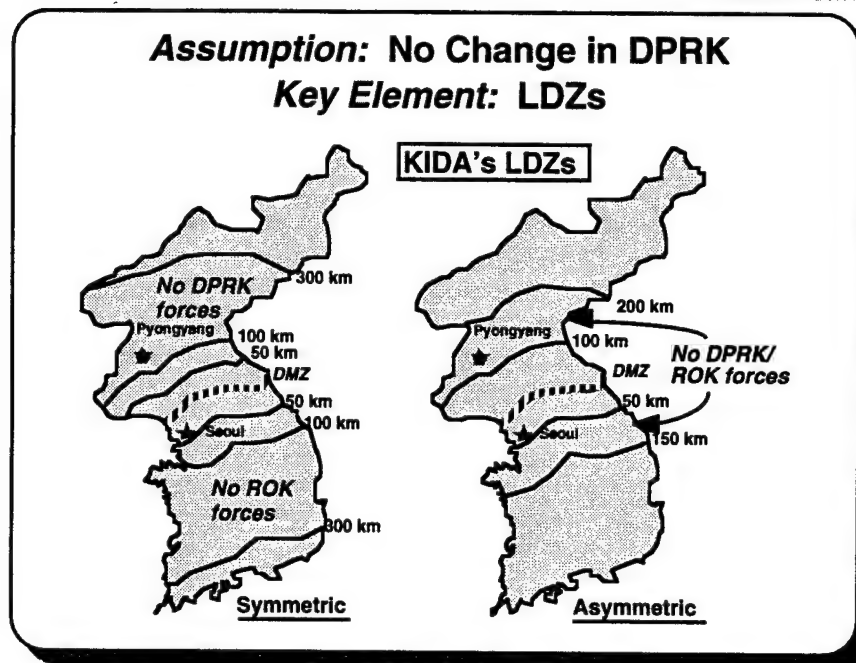 Assumption: No Change in DPRK
Key Element: LDZs
KIDA's LDZs
300 km
No DPRK
forces
Pyongyang
100 km
50 km
DMZ
50 km
100 km
Seoul
No ROK
forces
300 km
Symmetric
200 km
Pyongyang
100 km
No DPRK/
ROK forces
DMZ
50 km
Seoul
150 km
Asymmetric